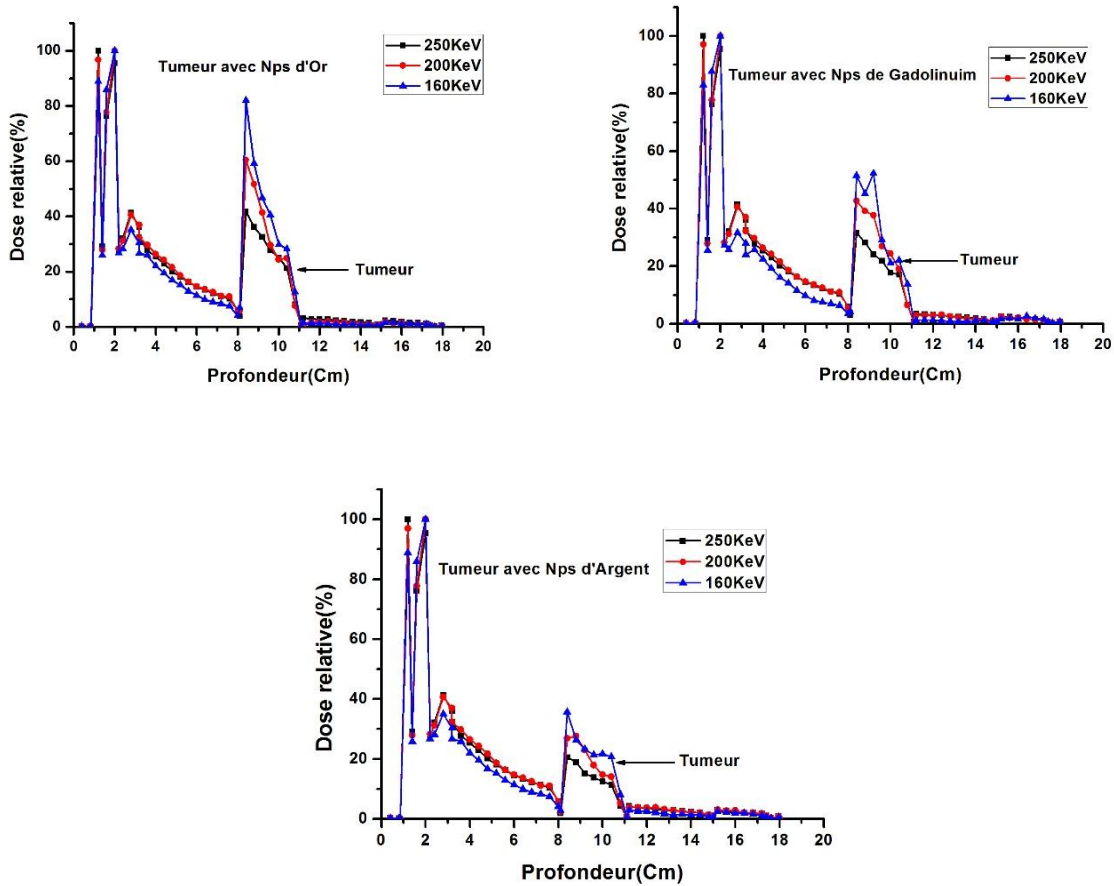 Tumeur avec Nps d'Or
250KeV
200KeV
160KeV
Tumeur
Dose relative(%)
100
80
60
40
20
0
0 2 4 6 8 10 12 14 16 18 20
Profondeur(Cm)
Tumeur avec Nps de Gadolinuim
250KeV
200KeV
160KeV
Tumeur
Dose relative(%)
100
80
60
40
20
0
0 2 4 6 8 10 12 14 16 18 20
Profondeur(Cm)
Tumeur avec Nps d'Argent
250KeV
200KeV
160KeV
Tumeur
Dose relative(%)
100
80
60
40
20
0
0 2 4 6 8 10 12 14 16 18 20
Profondeur(Cm)